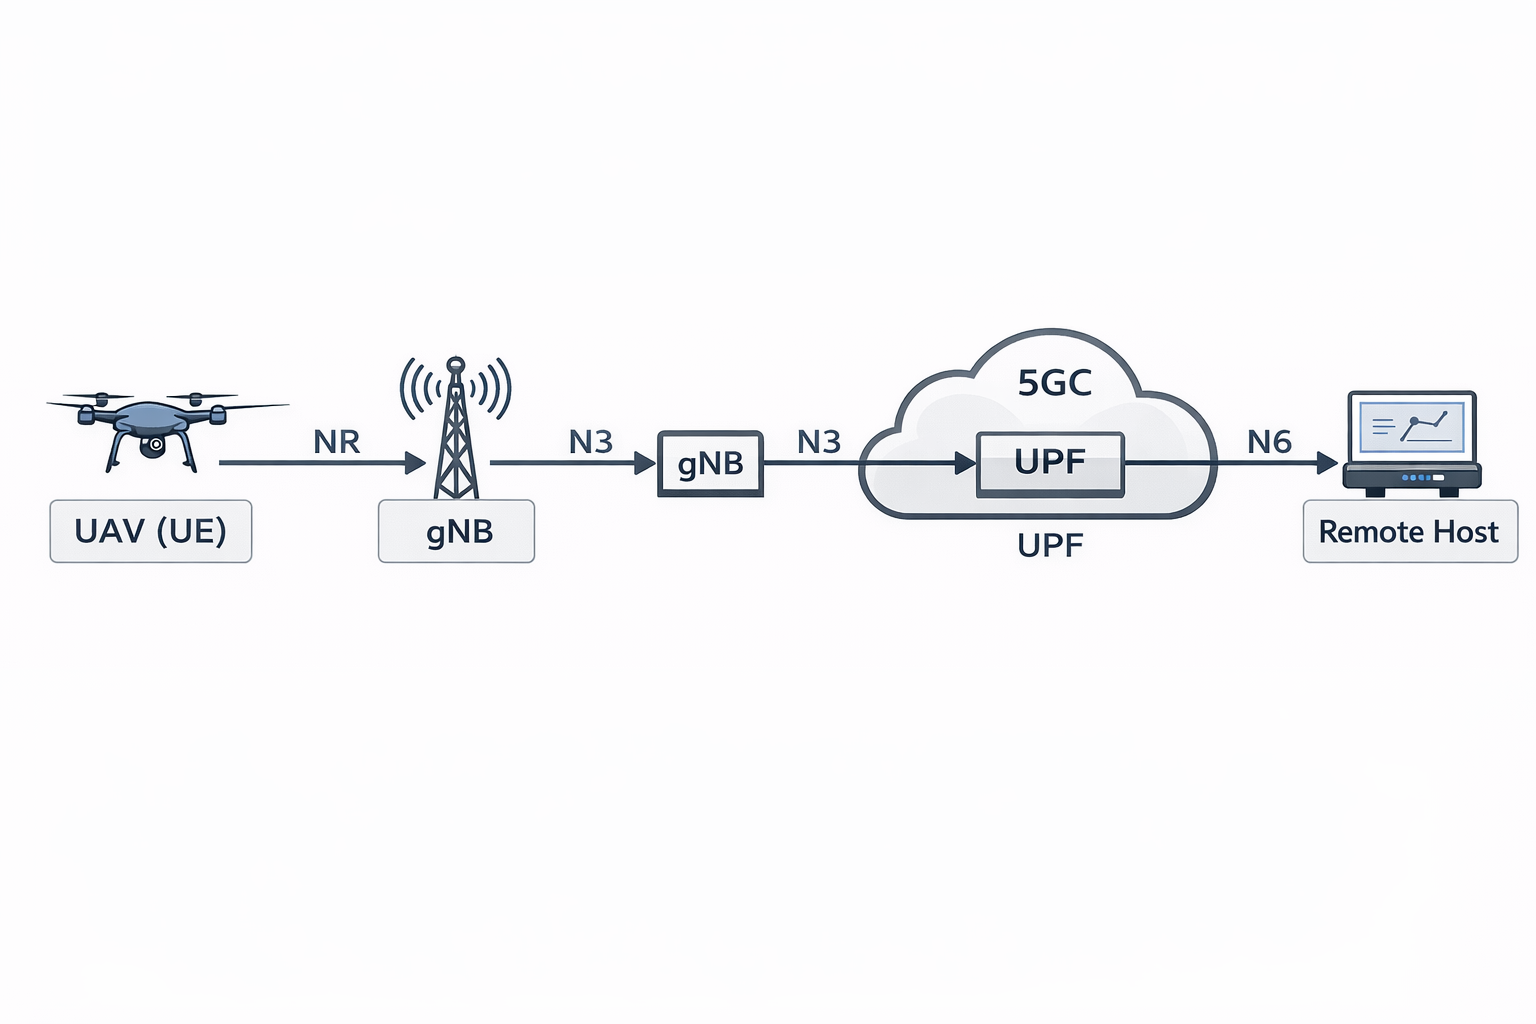 5GC
NR
N3
N3
N6
gNB
UPF
UAV (UE)
gNB
UPF
Remote Host